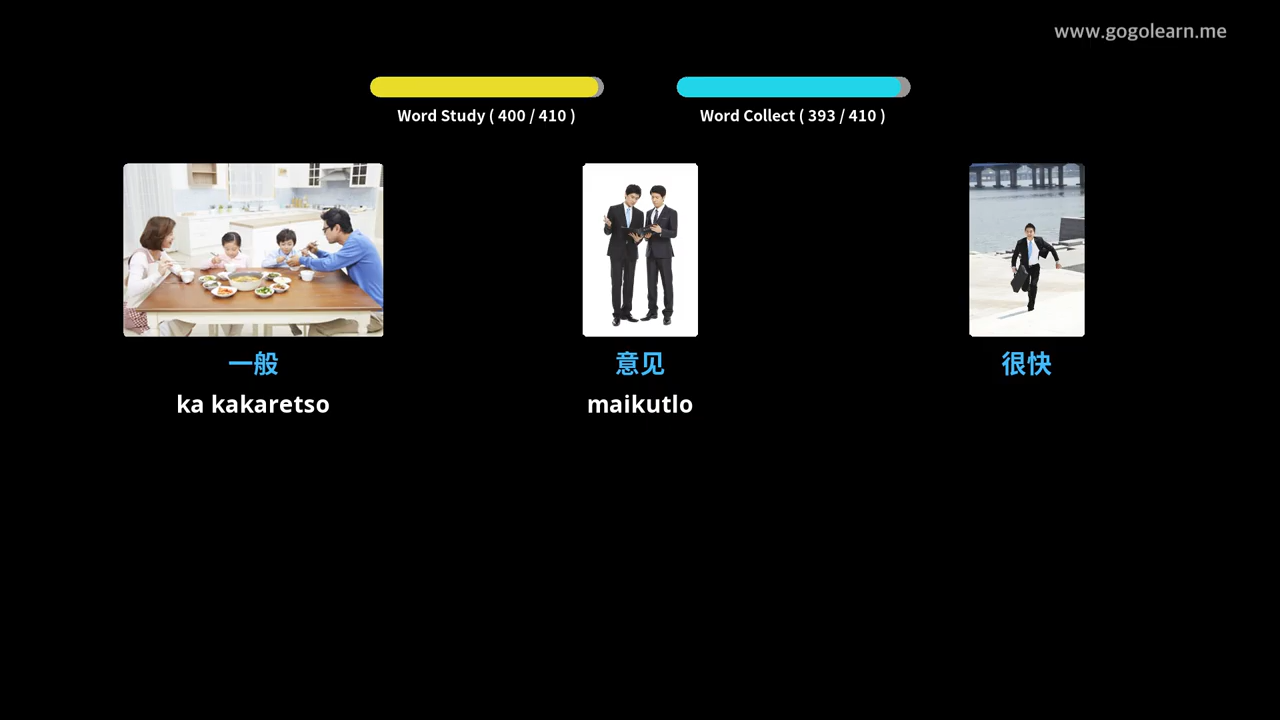 www.gogolearn.me
Word Study ( 400 / 410 )
Word Collect ( 393 / 410 )
一般
意见
很快
ka kakaretso
maikutlo